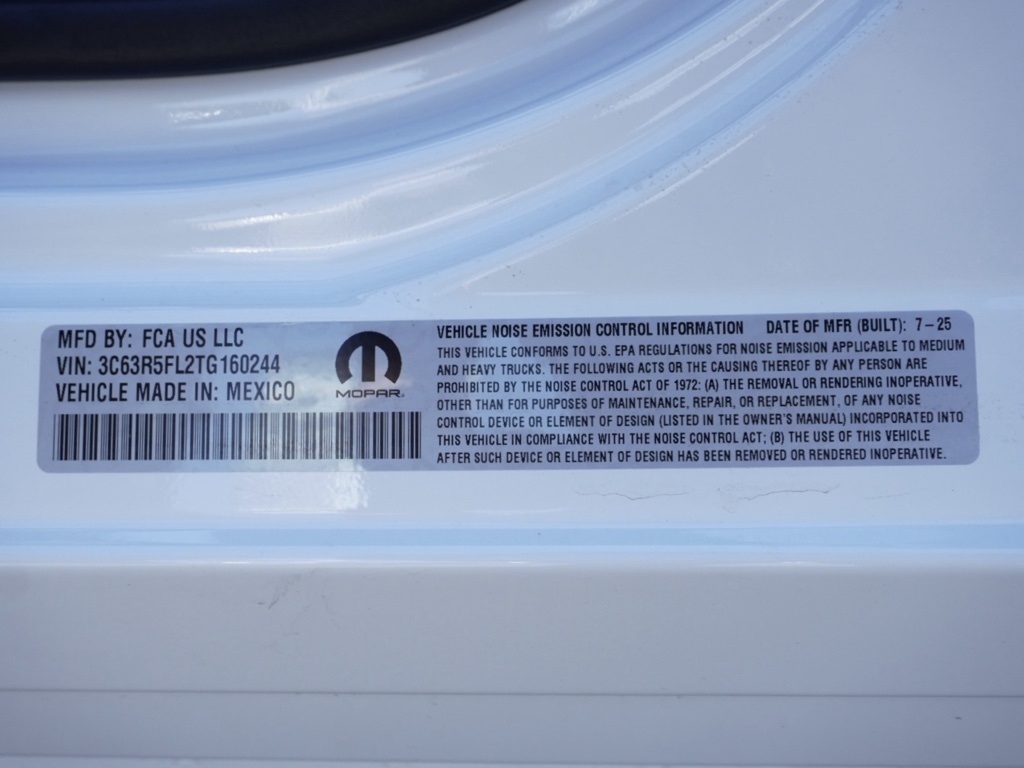 MFD BY: FCA US LLC
VIN: 3C63R5FL2TG160244
VEHICLE MADE IN: MEXICO
MOPAR
VEHICLE NOISE EMISSION CONTROL INFORMATION DATE OF MFR (BUILT): 7-25
THIS VEHICLE CONFORMS TO U.S. EPA REGULATIONS FOR NOISE EMISSION APPLICABLE TO MEDIUM
AND HEAVY TRUCKS. THE FOLLOWING ACTS OR THE CAUSING THEREOF BY ANY PERSON ARE
PROHIBITED BY THE NOISE CONTROL ACT OF 1972: (A) THE REMOVAL OR RENDERING INOPERATIVE,
OTHER THAN FOR PURPOSES OF MAINTENANCE, REPAIR, OR REPLACEMENT, OF ANY NOISE
CONTROL DEVICE OR ELEMENT OF DESIGN (LISTED IN THE OWNER'S MANUAL) INCORPORATED INTO
THIS VEHICLE IN COMPLIANCE WITH THE NOISE CONTROL ACT; (B) THE USE OF THIS VEHICLE
AFTER SUCH DEVICE OR ELEMENT OF DESIGN HAS BEEN REMOVED OR RENDERED INOPERATIVE.